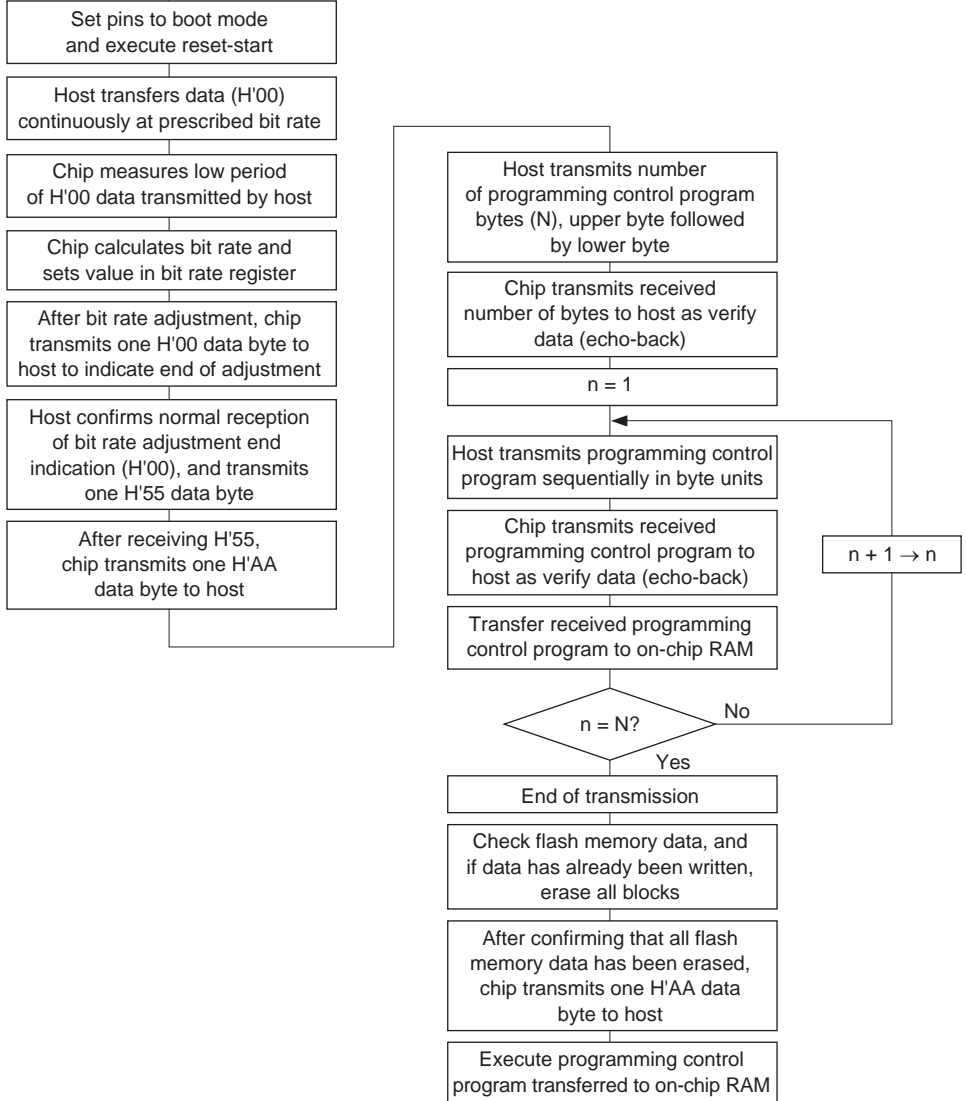 Set pins to boot mode
and execute reset-start
Host transfers data (H'00)
continuously at prescribed bit rate
Chip measures low period
of H'00 data transmitted by host
Chip calculates bit rate and
sets value in bit rate register
After bit rate adjustment, chip
transmits one H'00 data byte to
host to indicate end of adjustment
Host confirms normal reception
of bit rate adjustment end
indication (H'00), and transmits
one H'55 data byte
After receiving H'55,
chip transmits one H'AA
data byte to host
Host transmits number
of programming control program
bytes (N), upper byte followed
by lower byte
Chip transmits received
number of bytes to host as verify
data (echo-back)
n = 1
Host transmits programming control
program sequentially in byte units
Chip transmits received
programming control program to
host as verify data (echo-back)
n + 1 → n
Transfer received programming
control program to on-chip RAM
n = N?
No
Yes
End of transmission
Check flash memory data, and
if data has already been written,
erase all blocks
After confirming that all flash
memory data has been erased,
chip transmits one H'AA data
byte to host
Execute programming control
program transferred to on-chip RAM